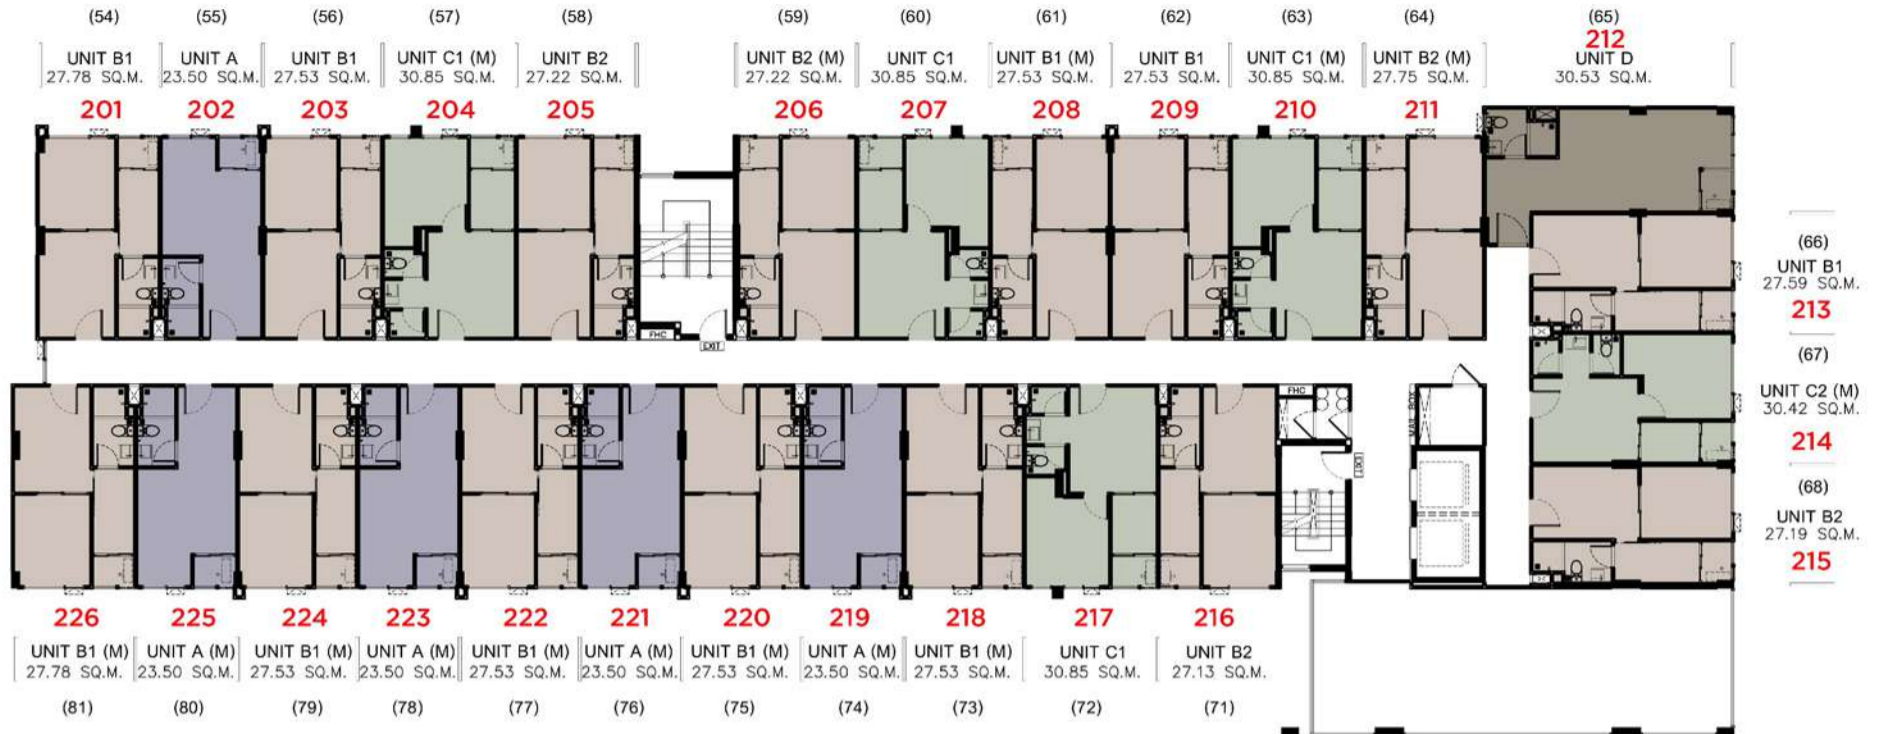 (54) (55) (56) (57) (58) (59) (60) (61) (62) (63) (64) (65)
212
UNIT B1 UNIT A UNIT B1 UNIT C1 (M) UNIT B2 UNIT B2 (M) UNIT C1 UNIT B1 (M) UNIT B1 UNIT C1 (M) UNIT B2 (M) UNIT D
27.78 SQ.M. 23.50 SQ.M. 27.53 SQ.M. 30.85 SQ.M. 27.22 SQ.M. 27.22 SQ.M. 30.85 SQ.M. 27.53 SQ.M. 27.53 SQ.M. 30.85 SQ.M. 27.75 SQ.M. 30.53 SQ.M.
201 202 203 204 205 206 207 208 209 210 211
(66)
UNIT B1
27.59 SQ.M.
213
FHC
EXIT
(67)
UNIT C2 (M)
30.42 SQ.M.
214
FHC
MAIL BOX
EXIT
(68)
UNIT B2
27.19 SQ.M.
215
226 225 224 223 222 221 220 219 218 217 216
UNIT B1 (M) UNIT A (M) UNIT B1 (M) UNIT A (M) UNIT B1 (M) UNIT A (M) UNIT B1 (M) UNIT A (M) UNIT B1 (M) UNIT C1 UNIT B2
27.78 SQ.M. 23.50 SQ.M. 27.53 SQ.M. 23.50 SQ.M. 27.53 SQ.M. 23.50 SQ.M. 27.53 SQ.M. 23.50 SQ.M. 27.53 SQ.M. 30.85 SQ.M. 27.13 SQ.M.
(81) (80) (79) (78) (77) (76) (75) (74) (73) (72) (71)